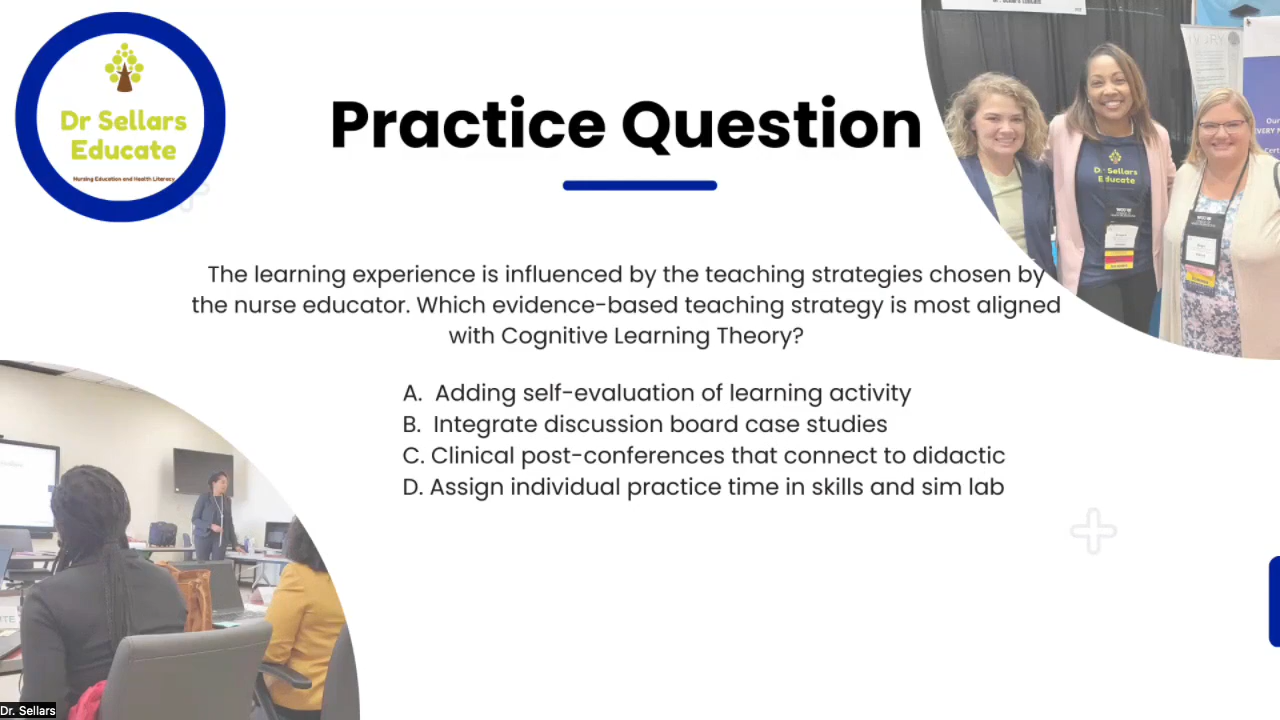 Dr Sellars
Educate
Nursing Education and Health Literacy
Practice Question
Dr Sellars
Educate
The learning experience is influenced by the teaching strategies chosen by
the nurse educator. Which evidence-based teaching strategy is most aligned
with Cognitive Learning Theory?
A. Adding self-evaluation of learning activity
B. Integrate discussion board case studies
C. Clinical post-conferences that connect to didactic
D. Assign individual practice time in skills and sim lab
Dr. Sellars